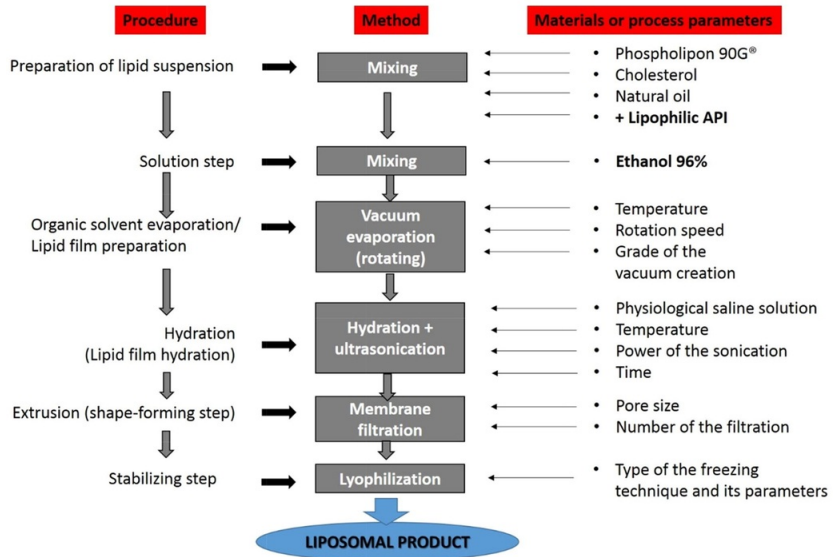 Procedure
Method
Materials or process parameters
Preparation of lipid suspension
Mixing
• Phospholipon 90G®
• Cholesterol
• Natural oil
• + Lipophilic API
Solution step
Mixing
• Ethanol 96%
Organic solvent evaporation/
Lipid film preparation
Vacuum
evaporation
(rotating)
• Temperature
• Rotation speed
• Grade of the
vacuum creation
Hydration
(Lipid film hydration)
Hydration +
ultrasonication
• Physiological saline solution
• Temperature
• Power of the sonication
• Time
Extrusion (shape-forming step)
Membrane
filtration
• Pore size
• Number of the filtration
Stabilizing step
Lyophilization
• Type of the freezing
technique and its parameters
LIPOSOMAL PRODUCT